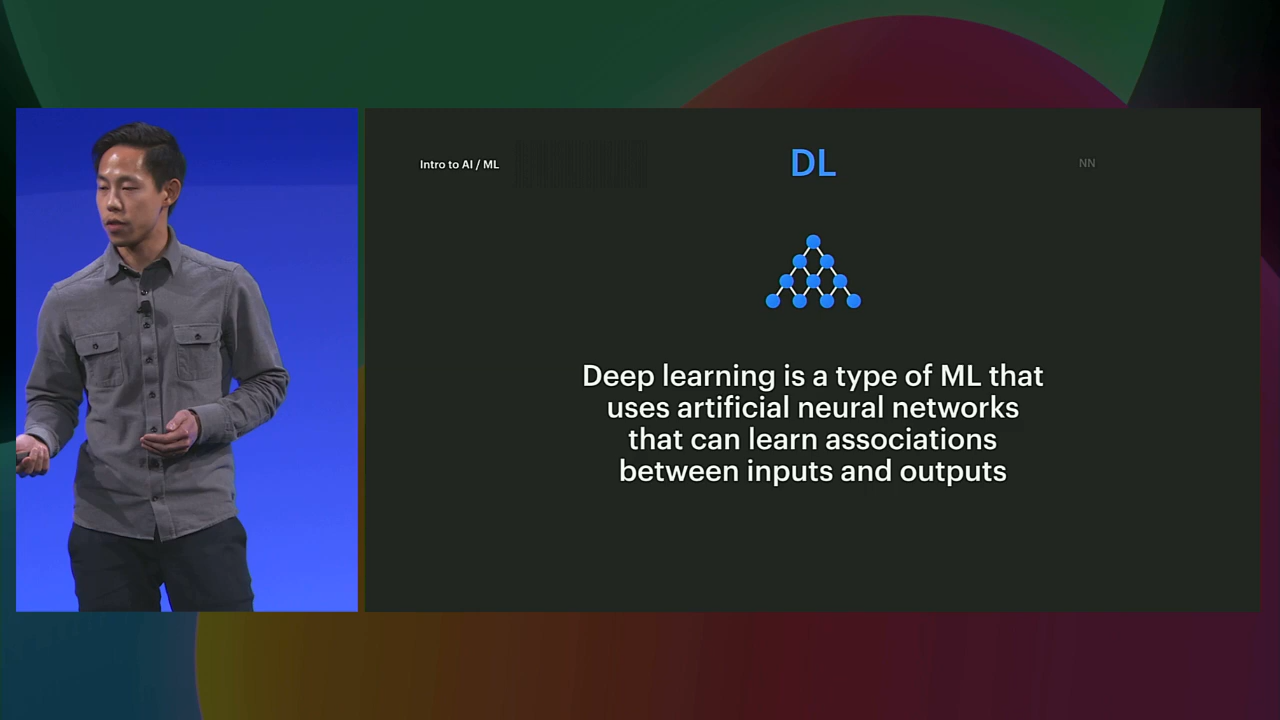 Intro to AI / ML
DL
NN
Deep learning is a type of ML that
uses artificial neural networks
that can learn associations
between inputs and outputs